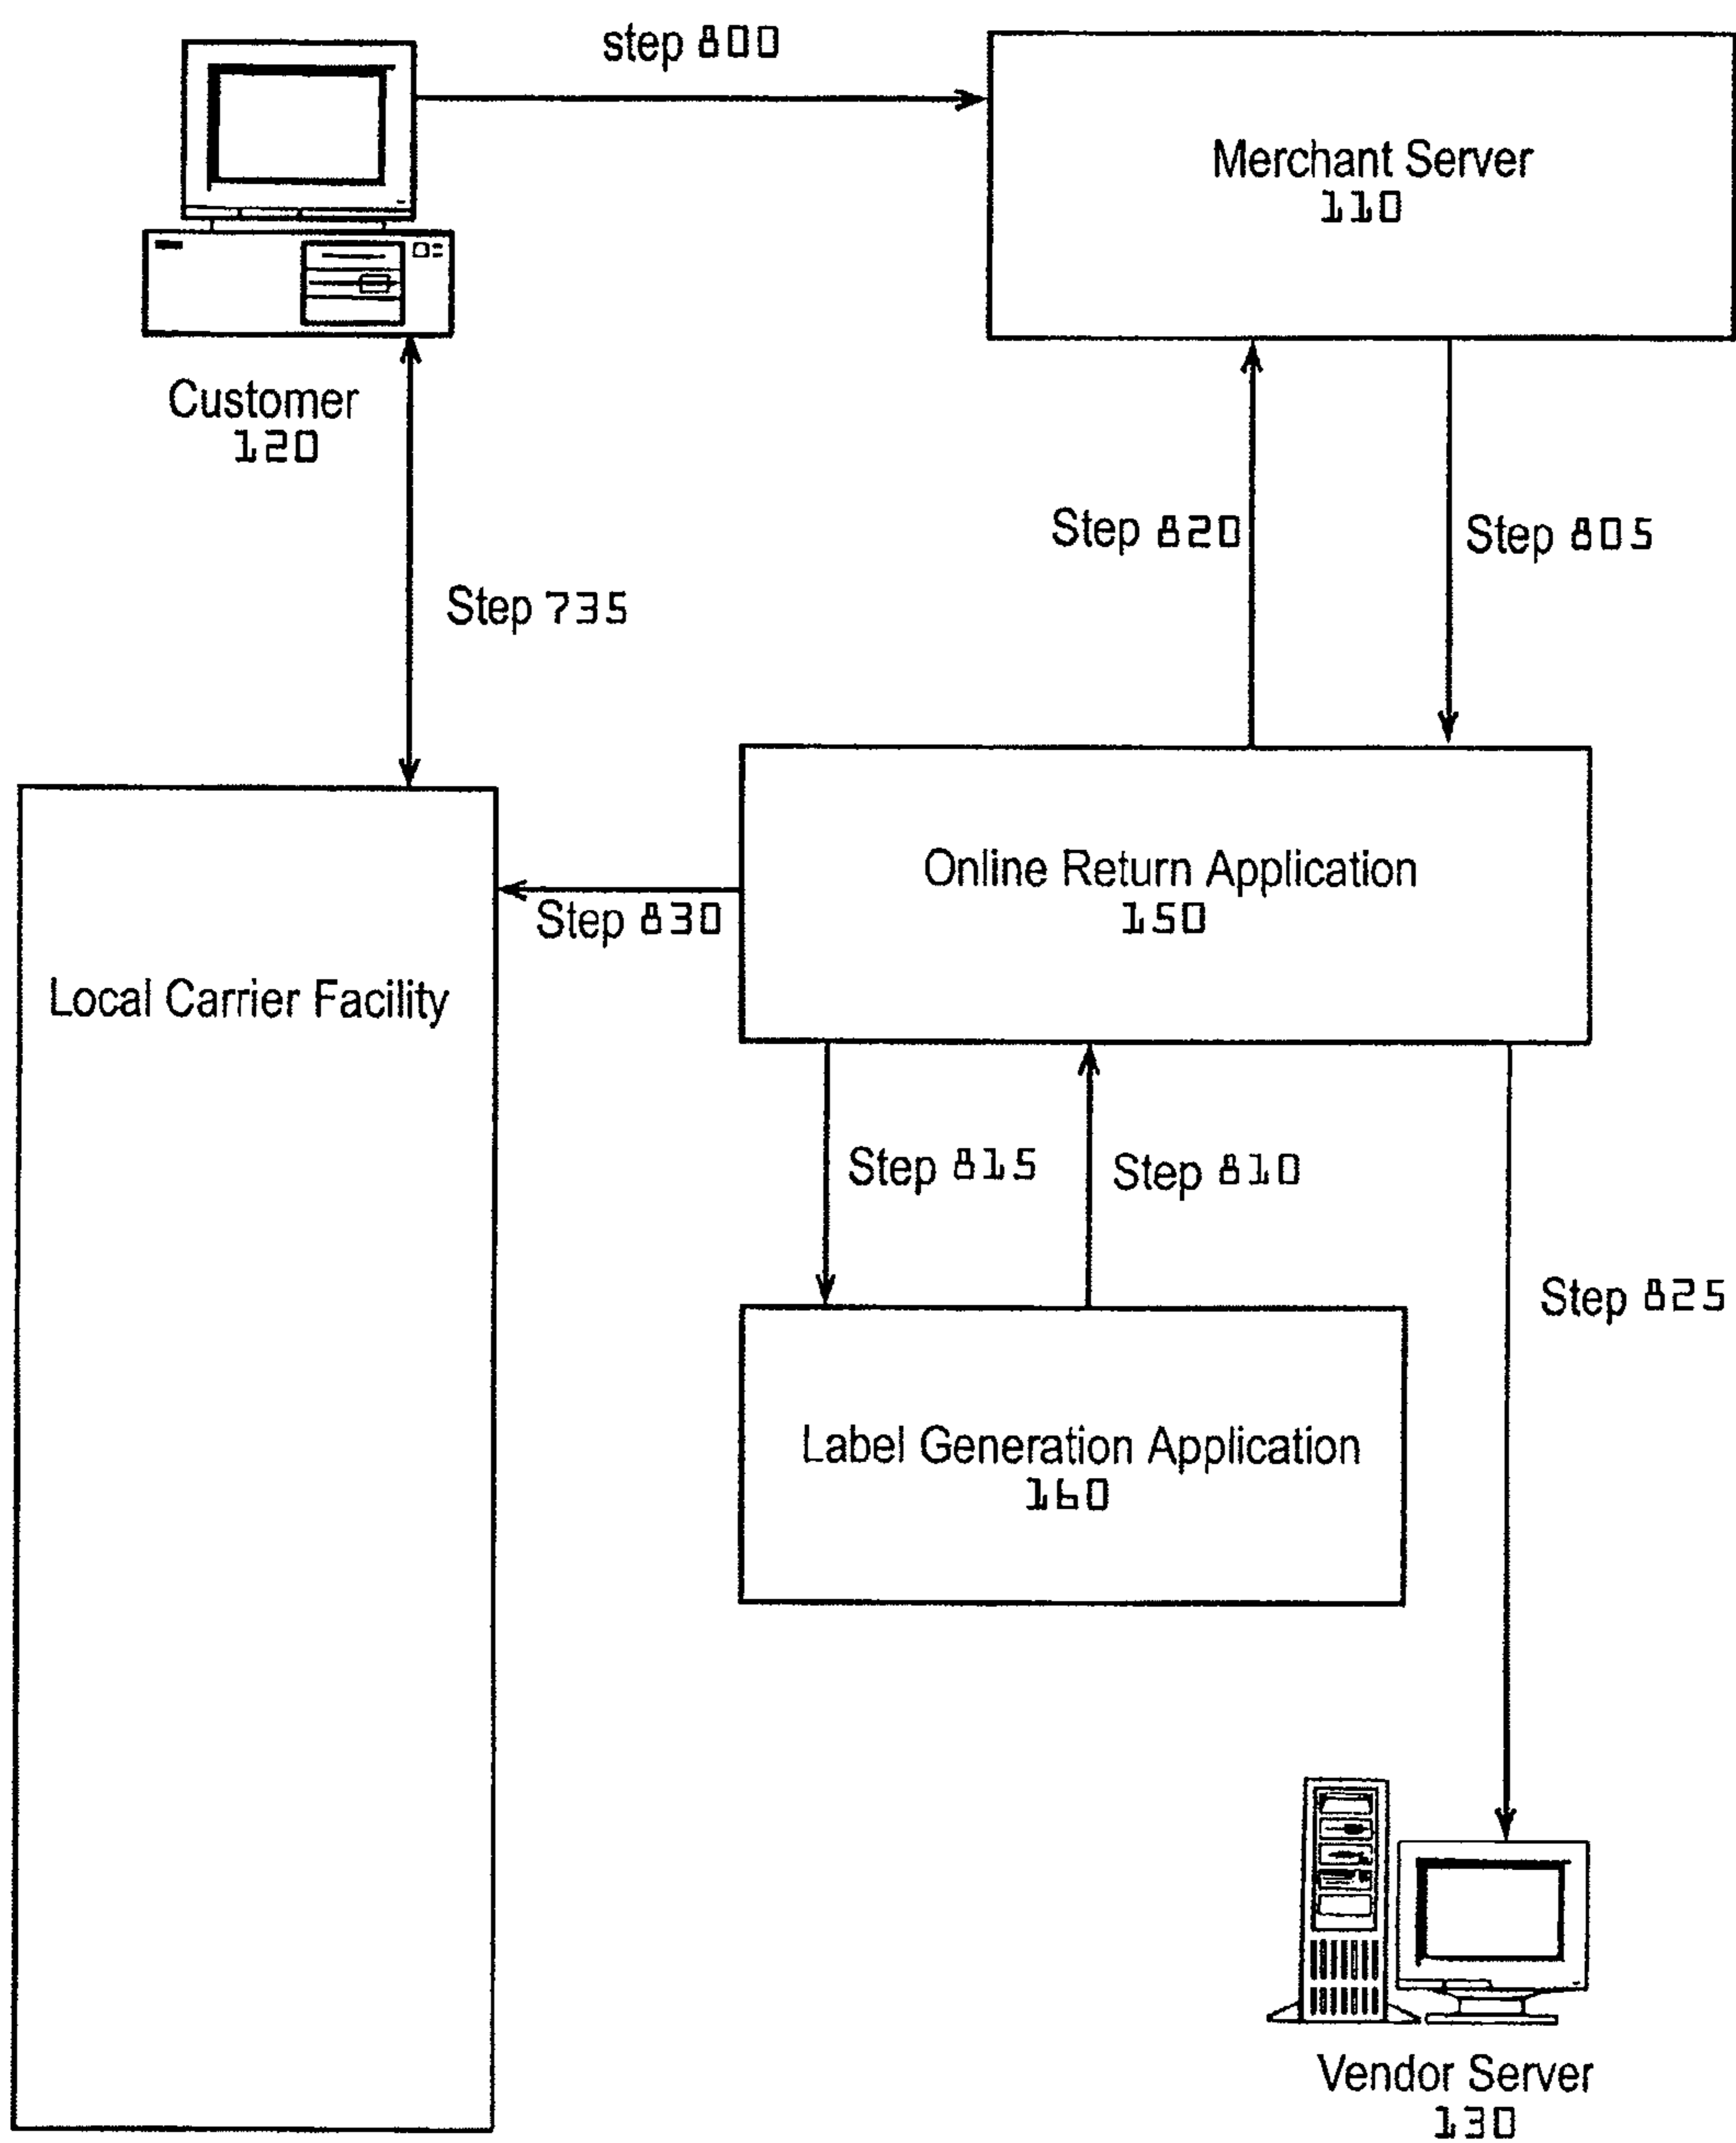 step 800
Merchant Server
110
Customer
120
Step 820
Step 805
Step 735
Online Return Application
150
Step 830
Local Carrier Facility
Step 815
Step 810
Step 825
Label Generation Application
160
Vendor Server
130